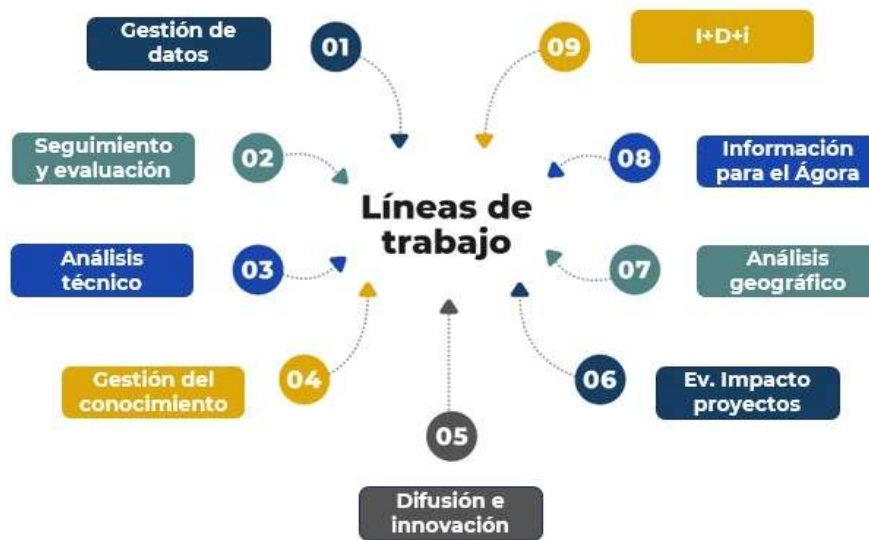 Gestión de
datos
01
Seguimiento
y evaluación
02
Análisis
técnico
03
Gestión del
conocimiento
04
05
Difusión e
innovación
06
Ev. Impacto
proyectos
07
Análisis
geográfico
08
Información
para el Ágora
09
I+D+i
Líneas de
trabajo